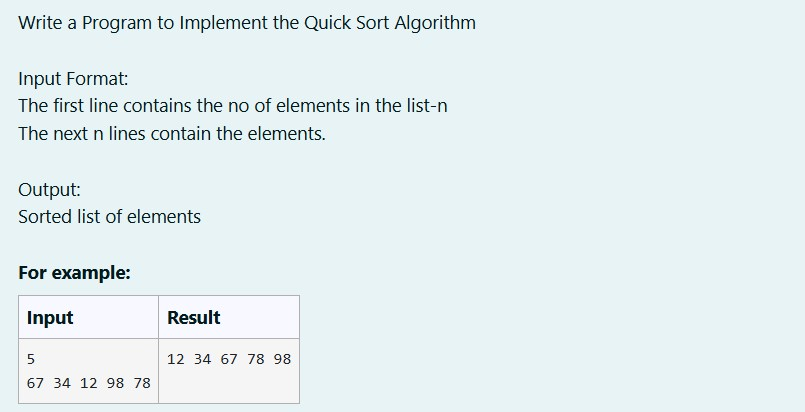 Write a Program to Implement the Quick Sort Algorithm
Input Format:
The first line contains the no of elements in the list-n
The next n lines contain the elements.
Output:
Sorted list of elements
For example:
Input Result
5 12 34 67 78 98
67 34 12 98 78